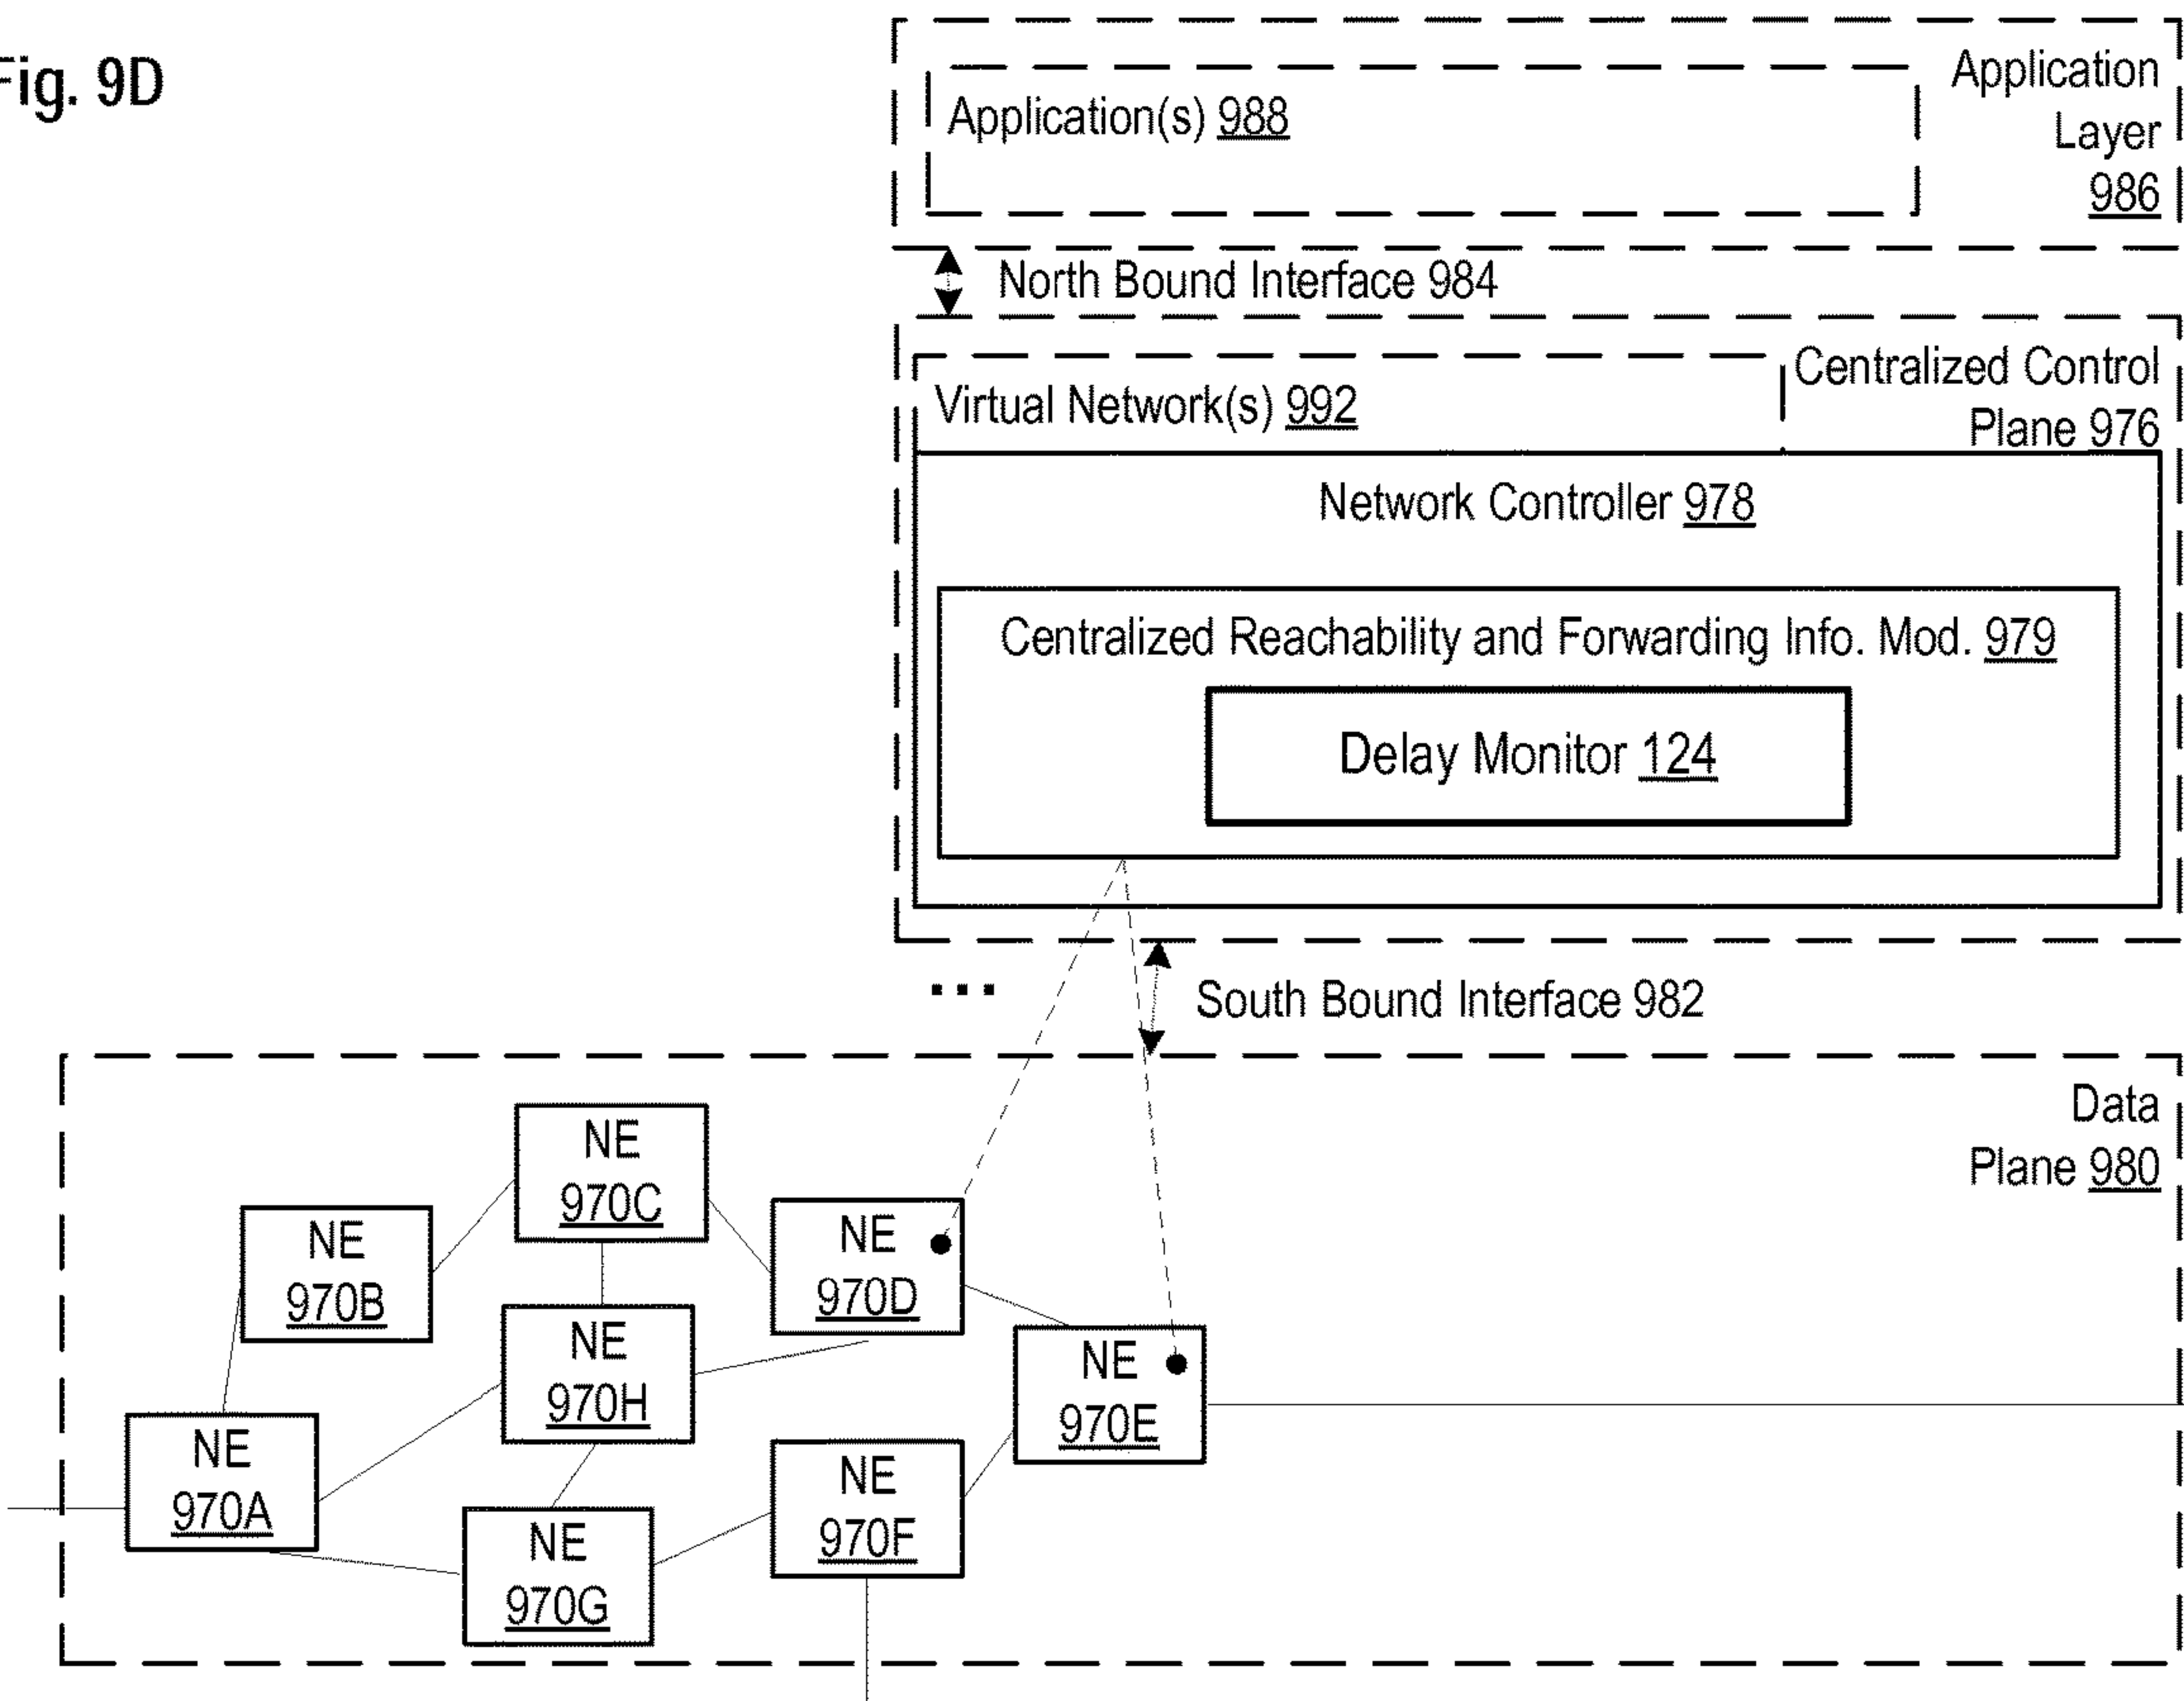 Fig. 9D
Application
Layer
986
Application(s) 988
North Bound Interface 984
Centralized Control
Plane 976
Virtual Network(s) 992
Network Controller 978
Centralized Reachability and Forwarding Info. Mod. 979
Delay Monitor 124
...
South Bound Interface 982
Data
Plane 980
NE
970C
NE
970B
NE
970D
NE
970H
NE
970E
NE
970A
NE
970F
NE
970G